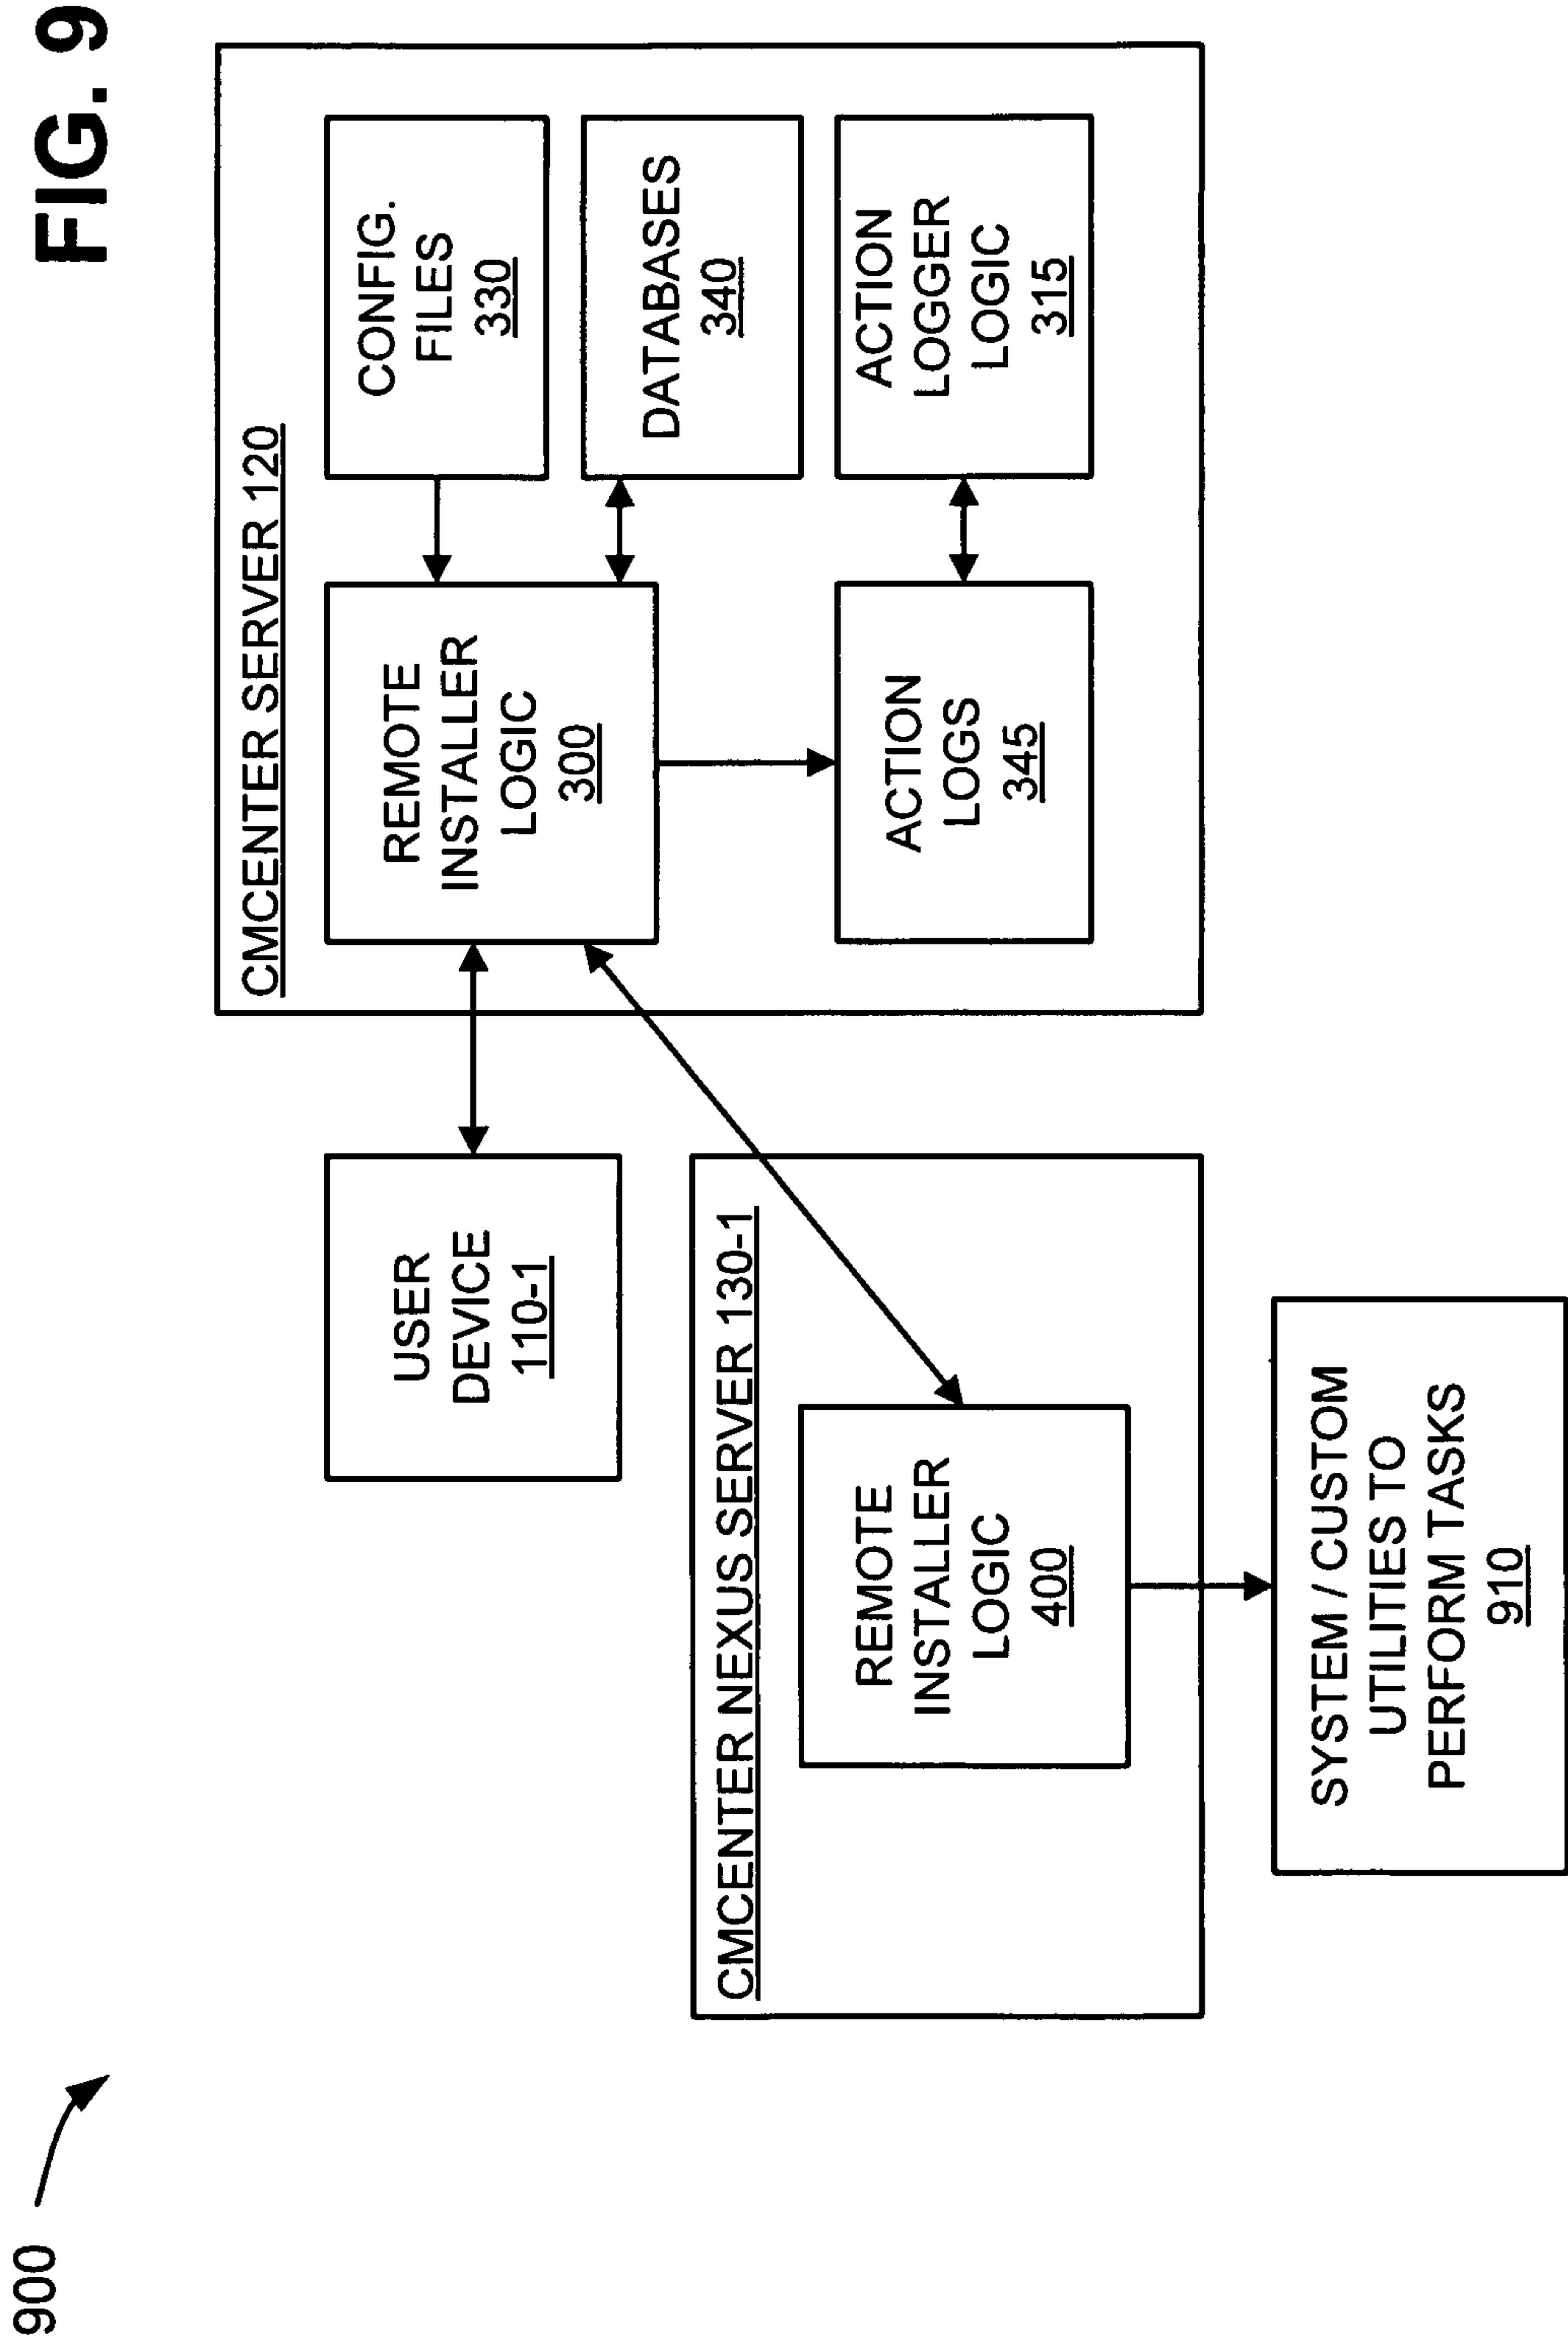 FIG. 9
900
CMCENTER SERVER 120
REMOTE
INSTALLER
LOGIC
300
CONFIG.
FILES
330
DATABASES
340
ACTION
LOGS
345
ACTION
LOGGER
LOGIC
315
USER
DEVICE
110-1
CMCENTER NEXUS SERVER 130-1
REMOTE
INSTALLER
LOGIC
400
SYSTEM / CUSTOM
UTILITIES TO
PERFORM TASKS
910